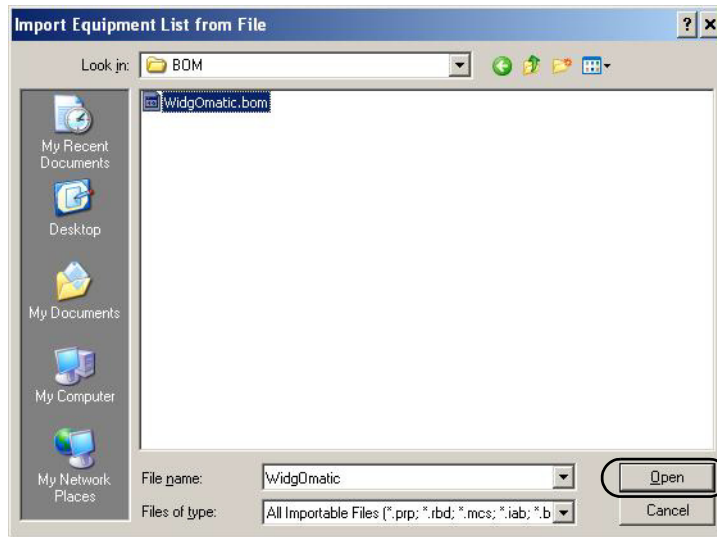 Import Equipment List from File
Look in: BOM
WidgOmatic.bom
My Recent
Documents
Desktop
My Documents
My Computer
My Network
Places
File name: WidgOmatic
Files of type: All Importable Files (*.prp; *.rbd; *.mcs; *.iab; *.b
Open
Cancel